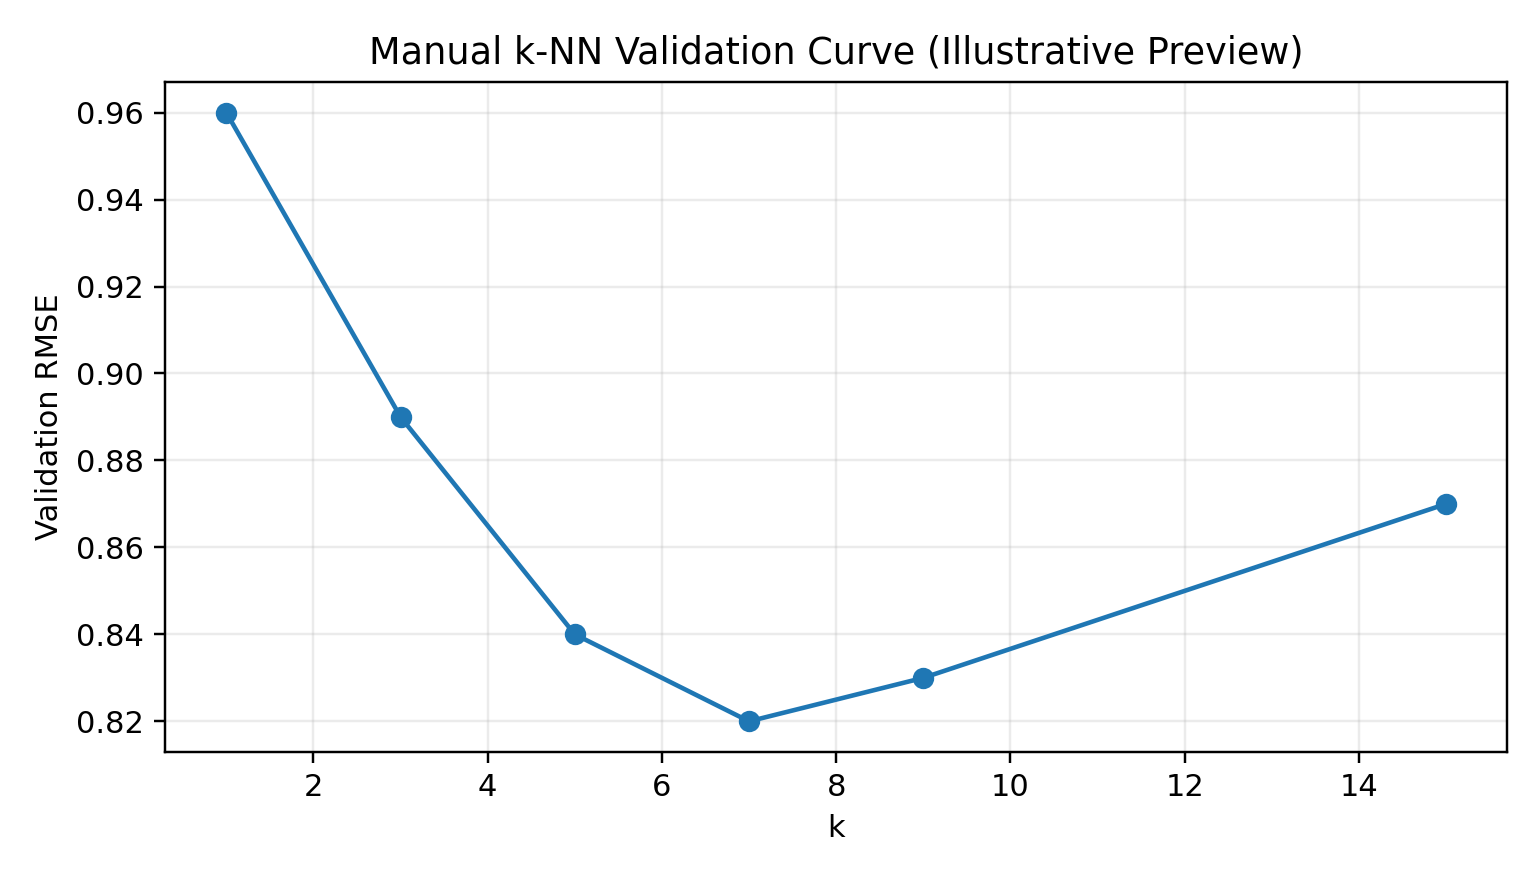 Manual k-NN Validation Curve (Illustrative Preview)
Validation RMSE
0.96
0.94
0.92
0.90
0.88
0.86
0.84
0.82
2 4 6 8 10 12 14
k